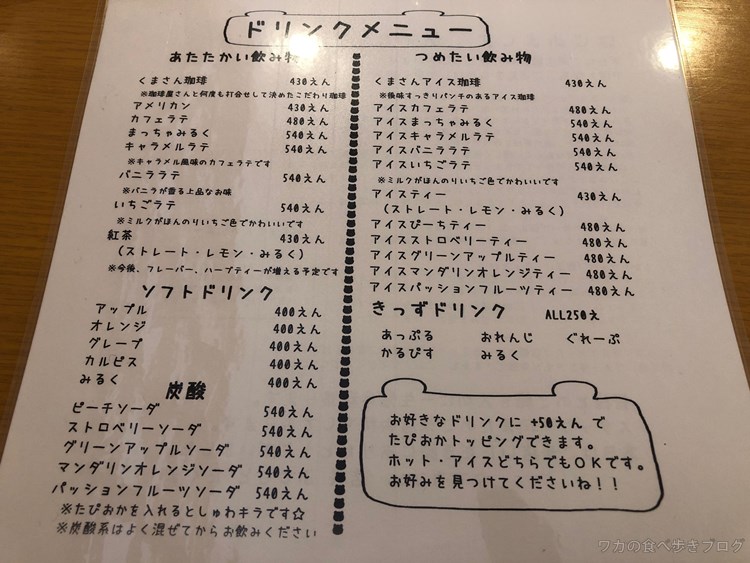 ドリンクメニュー
あたたかい飲み物
くまさん珈琲 430えん
※珈琲屋さんと何度も打合せして決めたこだわり珈琲
アメリカン 430えん
カフェラテ 480えん
まっちゃみるく 540えん
キャラメルラテ 540えん
※キャラメル風味のカフェラテです
バニララテ 540えん
※バニラが香る上品なお味
いちごラテ 540えん
※ミルクがほんのりいちご色でかわいいです
紅茶 430えん
(ストレート・レモン・みるく)
※今後、フレーバー、ハーブティーが増える予定です
ソフトドリンク
アップル 400えん
オレンジ 400えん
グレープ 400えん
カルピス 400えん
みるく 400えん
炭酸
ピーチソーダ 540えん
ストロベリーソーダ 540えん
グリーンアップルソーダ 540えん
マンダリンオレンジソーダ 540えん
パッションフルーツソーダ 540えん
※たぴおかを入れるとしゅわキラです☆
※炭酸系はよく混ぜてからお飲みください
つめたい飲み物
くまさんアイス珈琲 430えん
※後味すっきりパンチのあるアイス珈琲
アイスカフェラテ 480えん
アイスまっちゃみるく 540えん
アイスキャラメルラテ 540えん
アイスバニララテ 540えん
アイスいちごラテ 540えん
※ミルクがほんのりいちご色でかわいいです
アイスティー 430えん
(ストレート・レモン・みるく)
アイスぴーちティー 480えん
アイスストロベリーティー 480えん
アイスグリーンアップルティー 480えん
アイスマンダリンオレンジティー 480えん
アイスパッションフルーツティー 480えん
きっずドリンク ALL250え
あっぷる おれんじ ぐれーぷ
かるぴす みるく
お好きなドリンクに +50えん で
たぴおかトッピングできます。
ホット・アイスどちらでもOKです。
お好みを見つけてくださいね!!
ワカの食べ歩きブログ